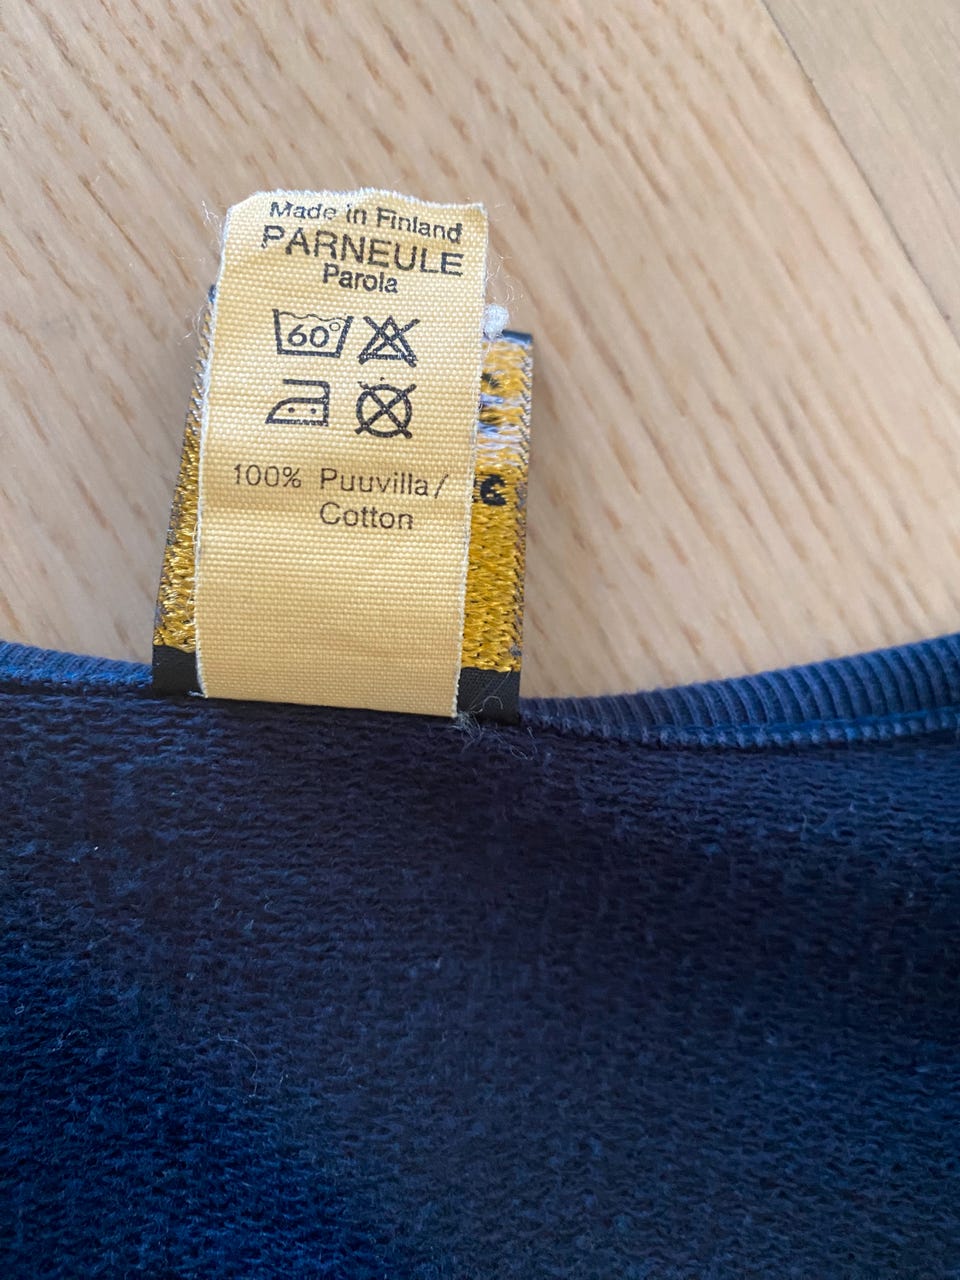 Made in Finland
PARNEULE
Parola
60°
100% Puuvilla/
Cotton